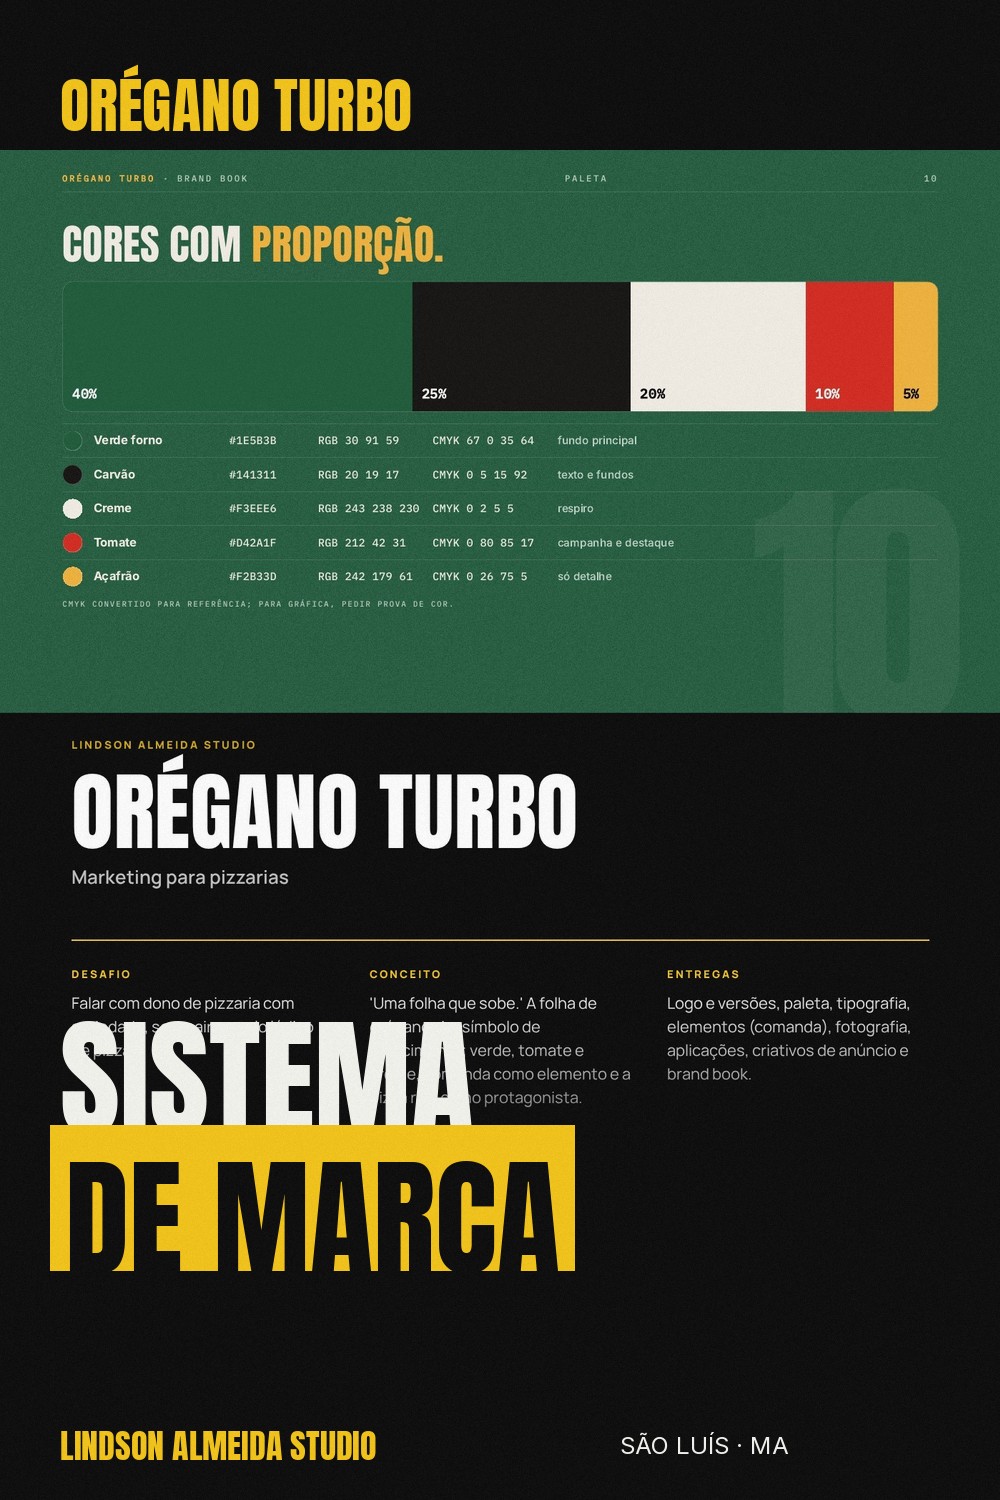 ORÉGANO TURBO
ORÉGANO TURBO · BRAND BOOK
PALETA
10
CORES COM PROPORÇÃO.
40%
25%
20%
10%
5%
Verde forno #1E5B3B RGB 30 91 59 CMYK 67 0 35 64 fundo principal
Carvão #141311 RGB 20 19 17 CMYK 0 5 15 92 texto e fundos
Creme #F3EEE6 RGB 243 238 230 CMYK 0 2 5 5 respiro
Tomate #D42A1F RGB 212 42 31 CMYK 0 80 85 17 campanha e destaque
Açafrão #F2B33D RGB 242 179 61 CMYK 0 26 75 5 só detalhe
CMYK CONVERTIDO PARA REFERÊNCIA; PARA GRÁFICA, PEDIR PROVA DE COR.
10
LINDSON ALMEIDA STUDIO
ORÉGANO TURBO
Marketing para pizzarias
DESAFIO
Falar com dono de pizzaria com
CONCEITO
'Uma folha que sobe.' A folha de
símbolo de
verde, tomate e
como elemento e a
protagonista.
ENTREGAS
Logo e versões, paleta, tipografia,
elementos (comanda), fotografia,
aplicações, criativos de anúncio e
brand book.
SISTEMA
DE MARCA
LINDSON ALMEIDA STUDIO
SÃO LUÍS · MA